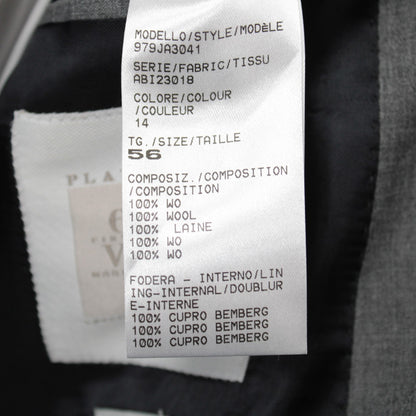 MODELLO/STYLE/MODÈLE
979JA3041
SERIE/FABRIC/TISSU
ABI23018
COLORE/COLOUR
/COULEUR
14
TG./SIZE/TAILLE
56
COMPOSIZ./COMPOSITION
/COMPOSITION
100% WO
100% WOOL
100%  LAINE
100% WO
100% WO
FODERA - INTERNO/LIN
ING-INTERNAL/DOUBLUR
E-INTERNE
100% CUPRO BEMBERG
100% CUPRO BEMBERG
100% CUPRO BEMBERG